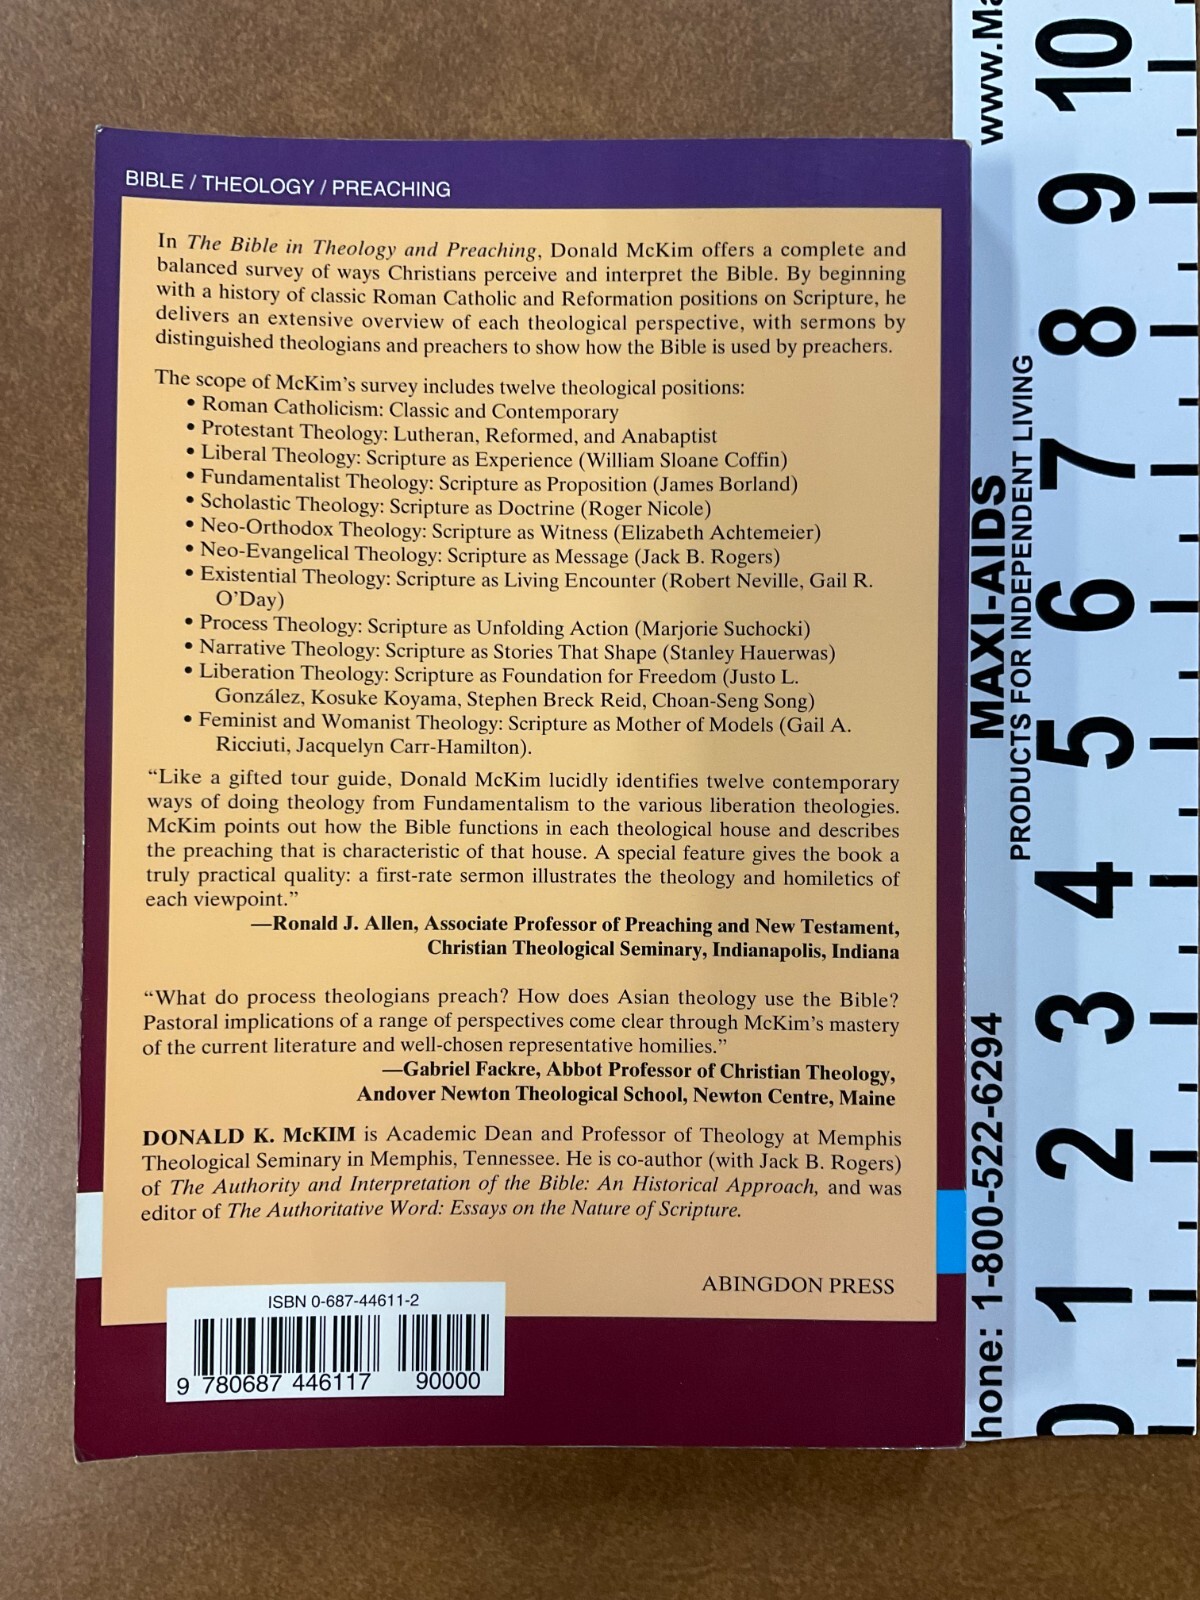 BIBLE / THEOLOGY / PREACHING
In The Bible in Theology and Preaching, Donald McKim offers a complete and
balanced survey of ways Christians perceive and interpret the Bible. By beginning
with a history of classic Roman Catholic and Reformation positions on Scripture, he
delivers an extensive overview of each theological perspective, with sermons by
distinguished theologians and preachers to show how the Bible is used by preachers.
The scope of McKim's survey includes twelve theological positions:
• Roman Catholicism: Classic and Contemporary
• Protestant Theology: Lutheran, Reformed, and Anabaptist
• Liberal Theology: Scripture as Experience (William Sloane Coffin)
• Fundamentalist Theology: Scripture as Proposition (James Borland)
• Scholastic Theology: Scripture as Doctrine (Roger Nicole)
• Neo-Orthodox Theology: Scripture as Witness (Elizabeth Achtemeier)
• Neo-Evangelical Theology: Scripture as Message (Jack B. Rogers)
• Existential Theology: Scripture as Living Encounter (Robert Neville, Gail R.
O'Day)
• Process Theology: Scripture as Unfolding Action (Marjorie Suchocki)
• Narrative Theology: Scripture as Stories That Shape (Stanley Hauerwas)
• Liberation Theology: Scripture as Foundation for Freedom (Justo L.
González, Kosuke Koyama, Stephen Breck Reid, Choan-Seng Song)
• Feminist and Womanist Theology: Scripture as Mother of Models (Gail A.
Ricciuti, Jacquelyn Carr-Hamilton).
"Like a gifted tour guide, Donald McKim lucidly identifies twelve contemporary
ways of doing theology from Fundamentalism to the various liberation theologies.
McKim points out how the Bible functions in each theological house and describes
the preaching that is characteristic of that house. A special feature gives the book a
truly practical quality: a first-rate sermon illustrates the theology and homiletics of
each viewpoint."
—Ronald J. Allen, Associate Professor of Preaching and New Testament,
Christian Theological Seminary, Indianapolis, Indiana
"What do process theologians preach? How does Asian theology use the Bible?
Pastoral implications of a range of perspectives come clear through McKim's mastery
of the current literature and well-chosen representative homilies."
—Gabriel Fackre, Abbot Professor of Christian Theology,
Andover Newton Theological School, Newton Centre, Maine
DONALD K. McKIM is Academic Dean and Professor of Theology at Memphis
Theological Seminary in Memphis, Tennessee. He is co-author (with Jack B. Rogers)
of The Authority and Interpretation of the Bible: An Historical Approach, and was
editor of The Authoritative Word: Essays on the Nature of Scripture.
ABINGDON PRESS
ISBN 0-687-44611-2
9 780687 446117 90000
hone: 1-800-522-6294
MAXI-AIDS
PRODUCTS FOR INDEPENDENT LIVING
www.Ma
0 1 2 3 4 5 6 7 8 9 10